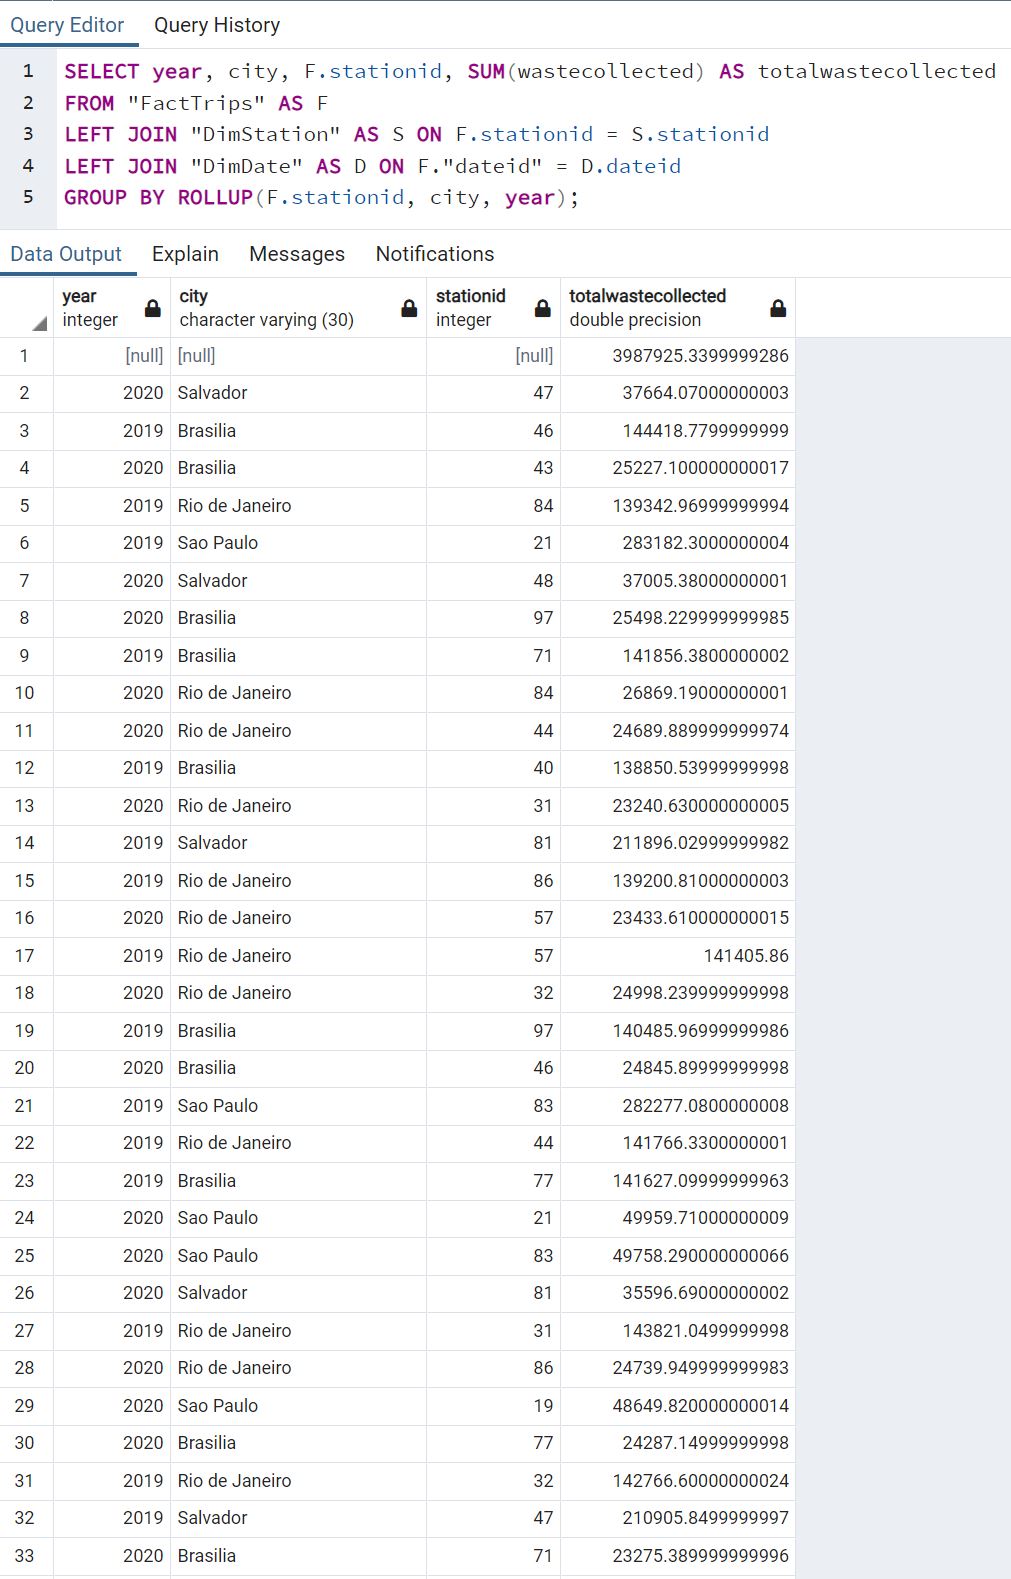 Query Editor Query History
1 SELECT year, city, F.stationid, SUM(wastecollected) AS totalwastecollected
2 FROM "FactTrips" AS F
3 LEFT JOIN "DimStation" AS S ON F.stationid = S.stationid
4 LEFT JOIN "DimDate" AS D ON F."dateid" = D.dateid
5 GROUP BY ROLLUP(F.stationid, city, year);
Data Output Explain Messages Notifications
year city stationid totalwastecollected
integer character varying (30) integer double precision
1 [null] [null] [null] 3987925.3399999286
2 2020 Salvador 47 37664.07000000003
3 2019 Brasilia 46 144418.7799999999
4 2020 Brasilia 43 25227.100000000017
5 2019 Rio de Janeiro 84 139342.96999999994
6 2019 Sao Paulo 21 283182.3000000004
7 2020 Salvador 48 37005.38000000001
8 2020 Brasilia 97 25498.229999999985
9 2019 Brasilia 71 141856.3800000002
10 2020 Rio de Janeiro 84 26869.19000000001
11 2020 Rio de Janeiro 44 24689.889999999974
12 2019 Brasilia 40 138850.53999999998
13 2020 Rio de Janeiro 31 23240.630000000005
14 2019 Salvador 81 211896.02999999982
15 2019 Rio de Janeiro 86 139200.81000000003
16 2020 Rio de Janeiro 57 23433.610000000015
17 2019 Rio de Janeiro 57 141405.86
18 2020 Rio de Janeiro 32 24998.239999999998
19 2019 Brasilia 97 140485.96999999986
20 2020 Brasilia 46 24845.89999999998
21 2019 Sao Paulo 83 282277.0800000008
22 2019 Rio de Janeiro 44 141766.3300000001
23 2019 Brasilia 77 141627.09999999963
24 2020 Sao Paulo 21 49959.71000000009
25 2020 Sao Paulo 83 49758.290000000066
26 2020 Salvador 81 35596.69000000002
27 2019 Rio de Janeiro 31 143821.0499999998
28 2020 Rio de Janeiro 86 24739.949999999983
29 2020 Sao Paulo 19 48649.820000000014
30 2020 Brasilia 77 24287.14999999998
31 2019 Rio de Janeiro 32 142766.60000000024
32 2019 Salvador 47 210905.8499999997
33 2020 Brasilia 71 23275.389999999996